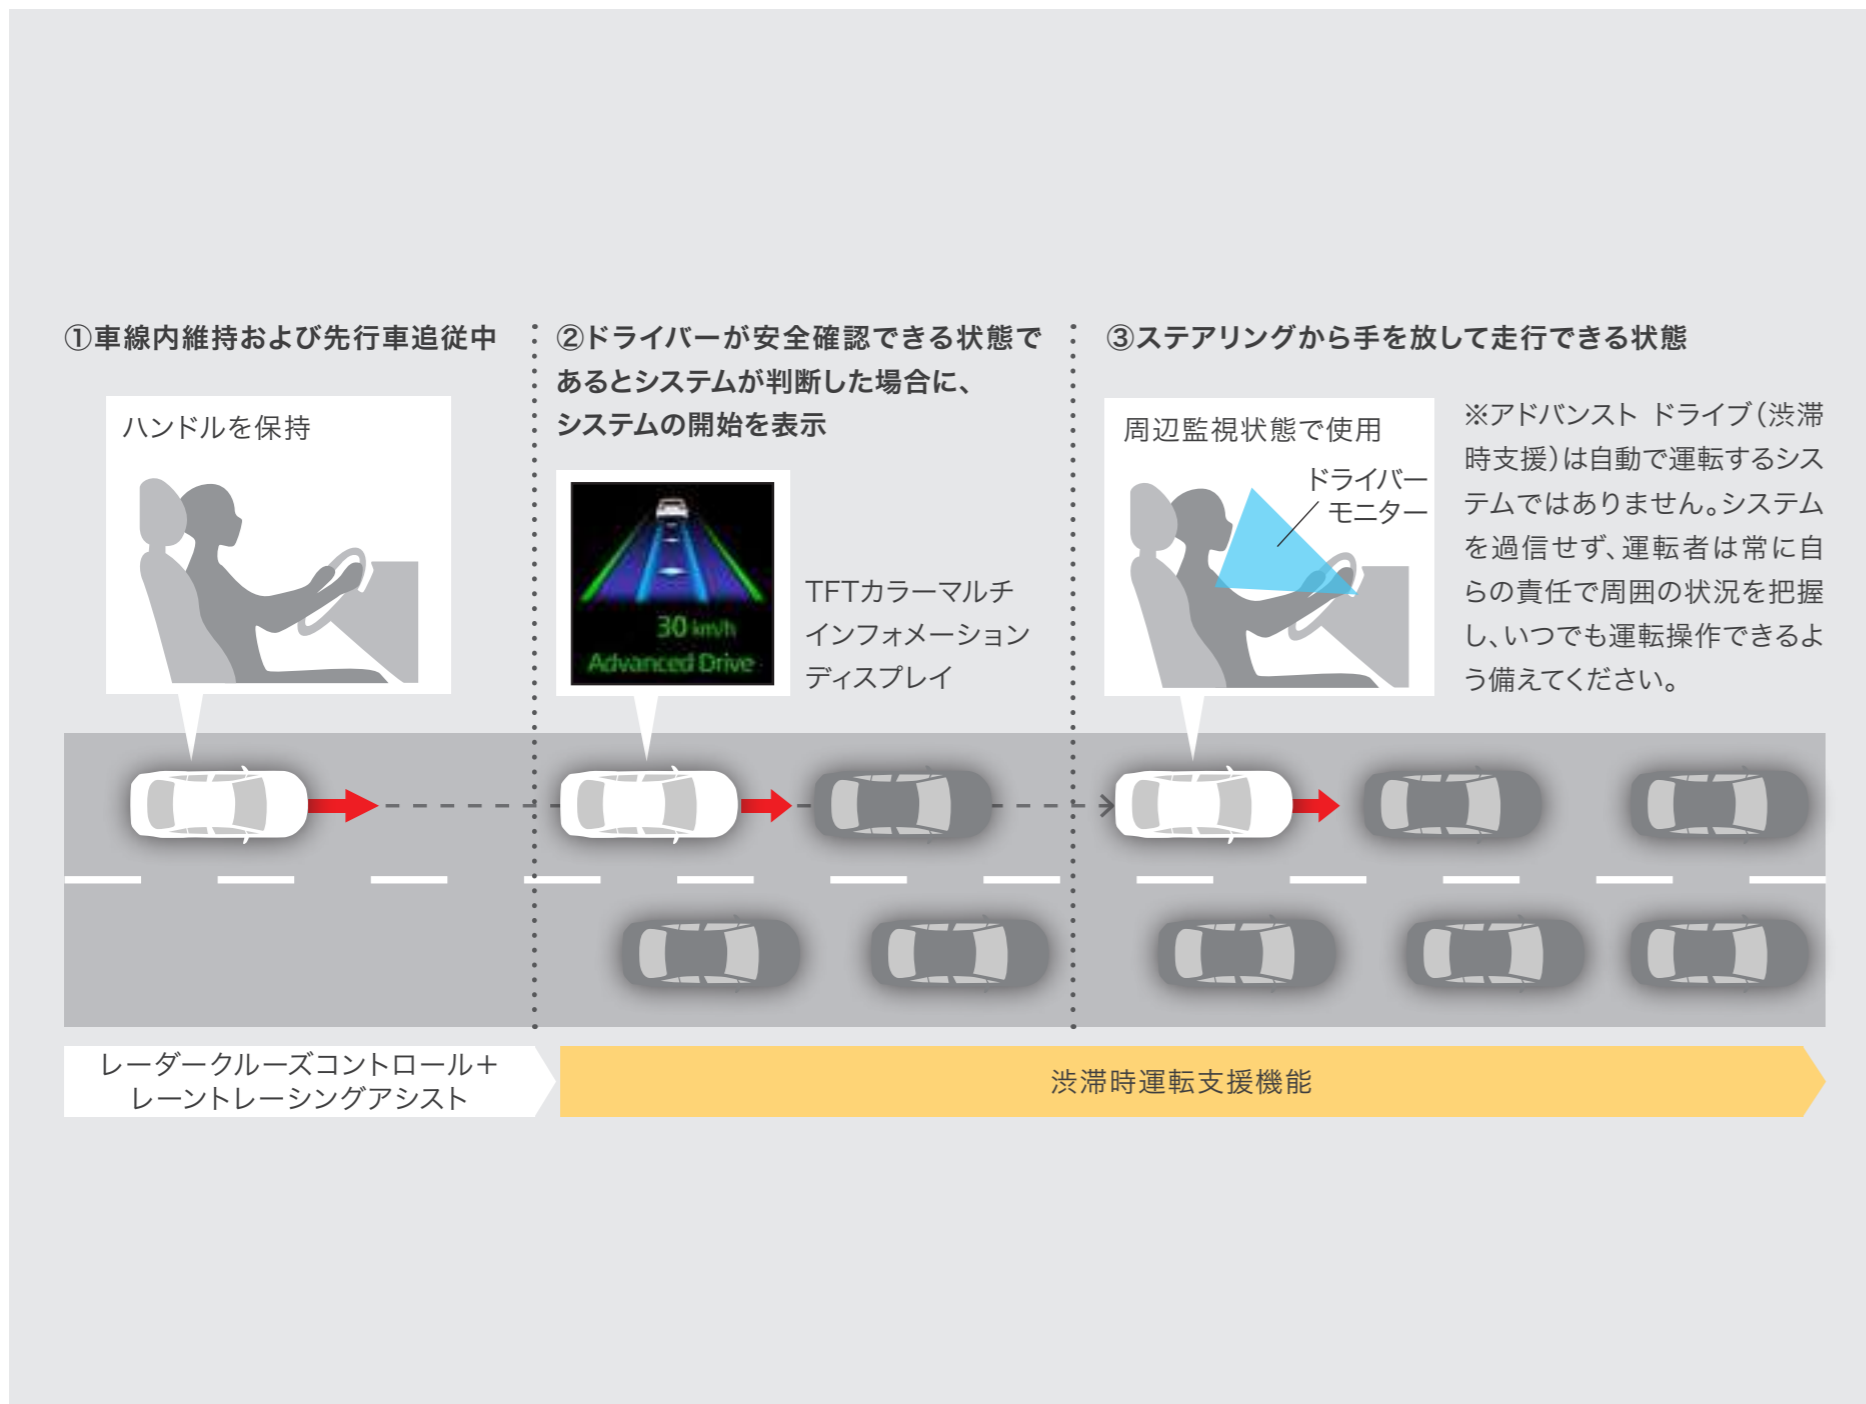 ①車線内維持および先行車追従中
ハンドルを保持
②ドライバーが安全確認できる状態で
あるとシステムが判断した場合に、
システムの開始を表示
30 km/h
Advanced Drive
TFTカラーマルチ
インフォメーション
ディスプレイ
③ステアリングから手を放して走行できる状態
周辺監視状態で使用
ドライバー
モニター
※アドバンスト ドライブ（渋滞
時支援）は自動で運転するシス
テムではありません。システム
を過信せず、運転者は常に自
らの責任で周囲の状況を把握
し、いつでも運転操作できるよ
う備えてください。
レーダークルーズコントロール＋
レーントレーシングアシスト
渋滞時運転支援機能